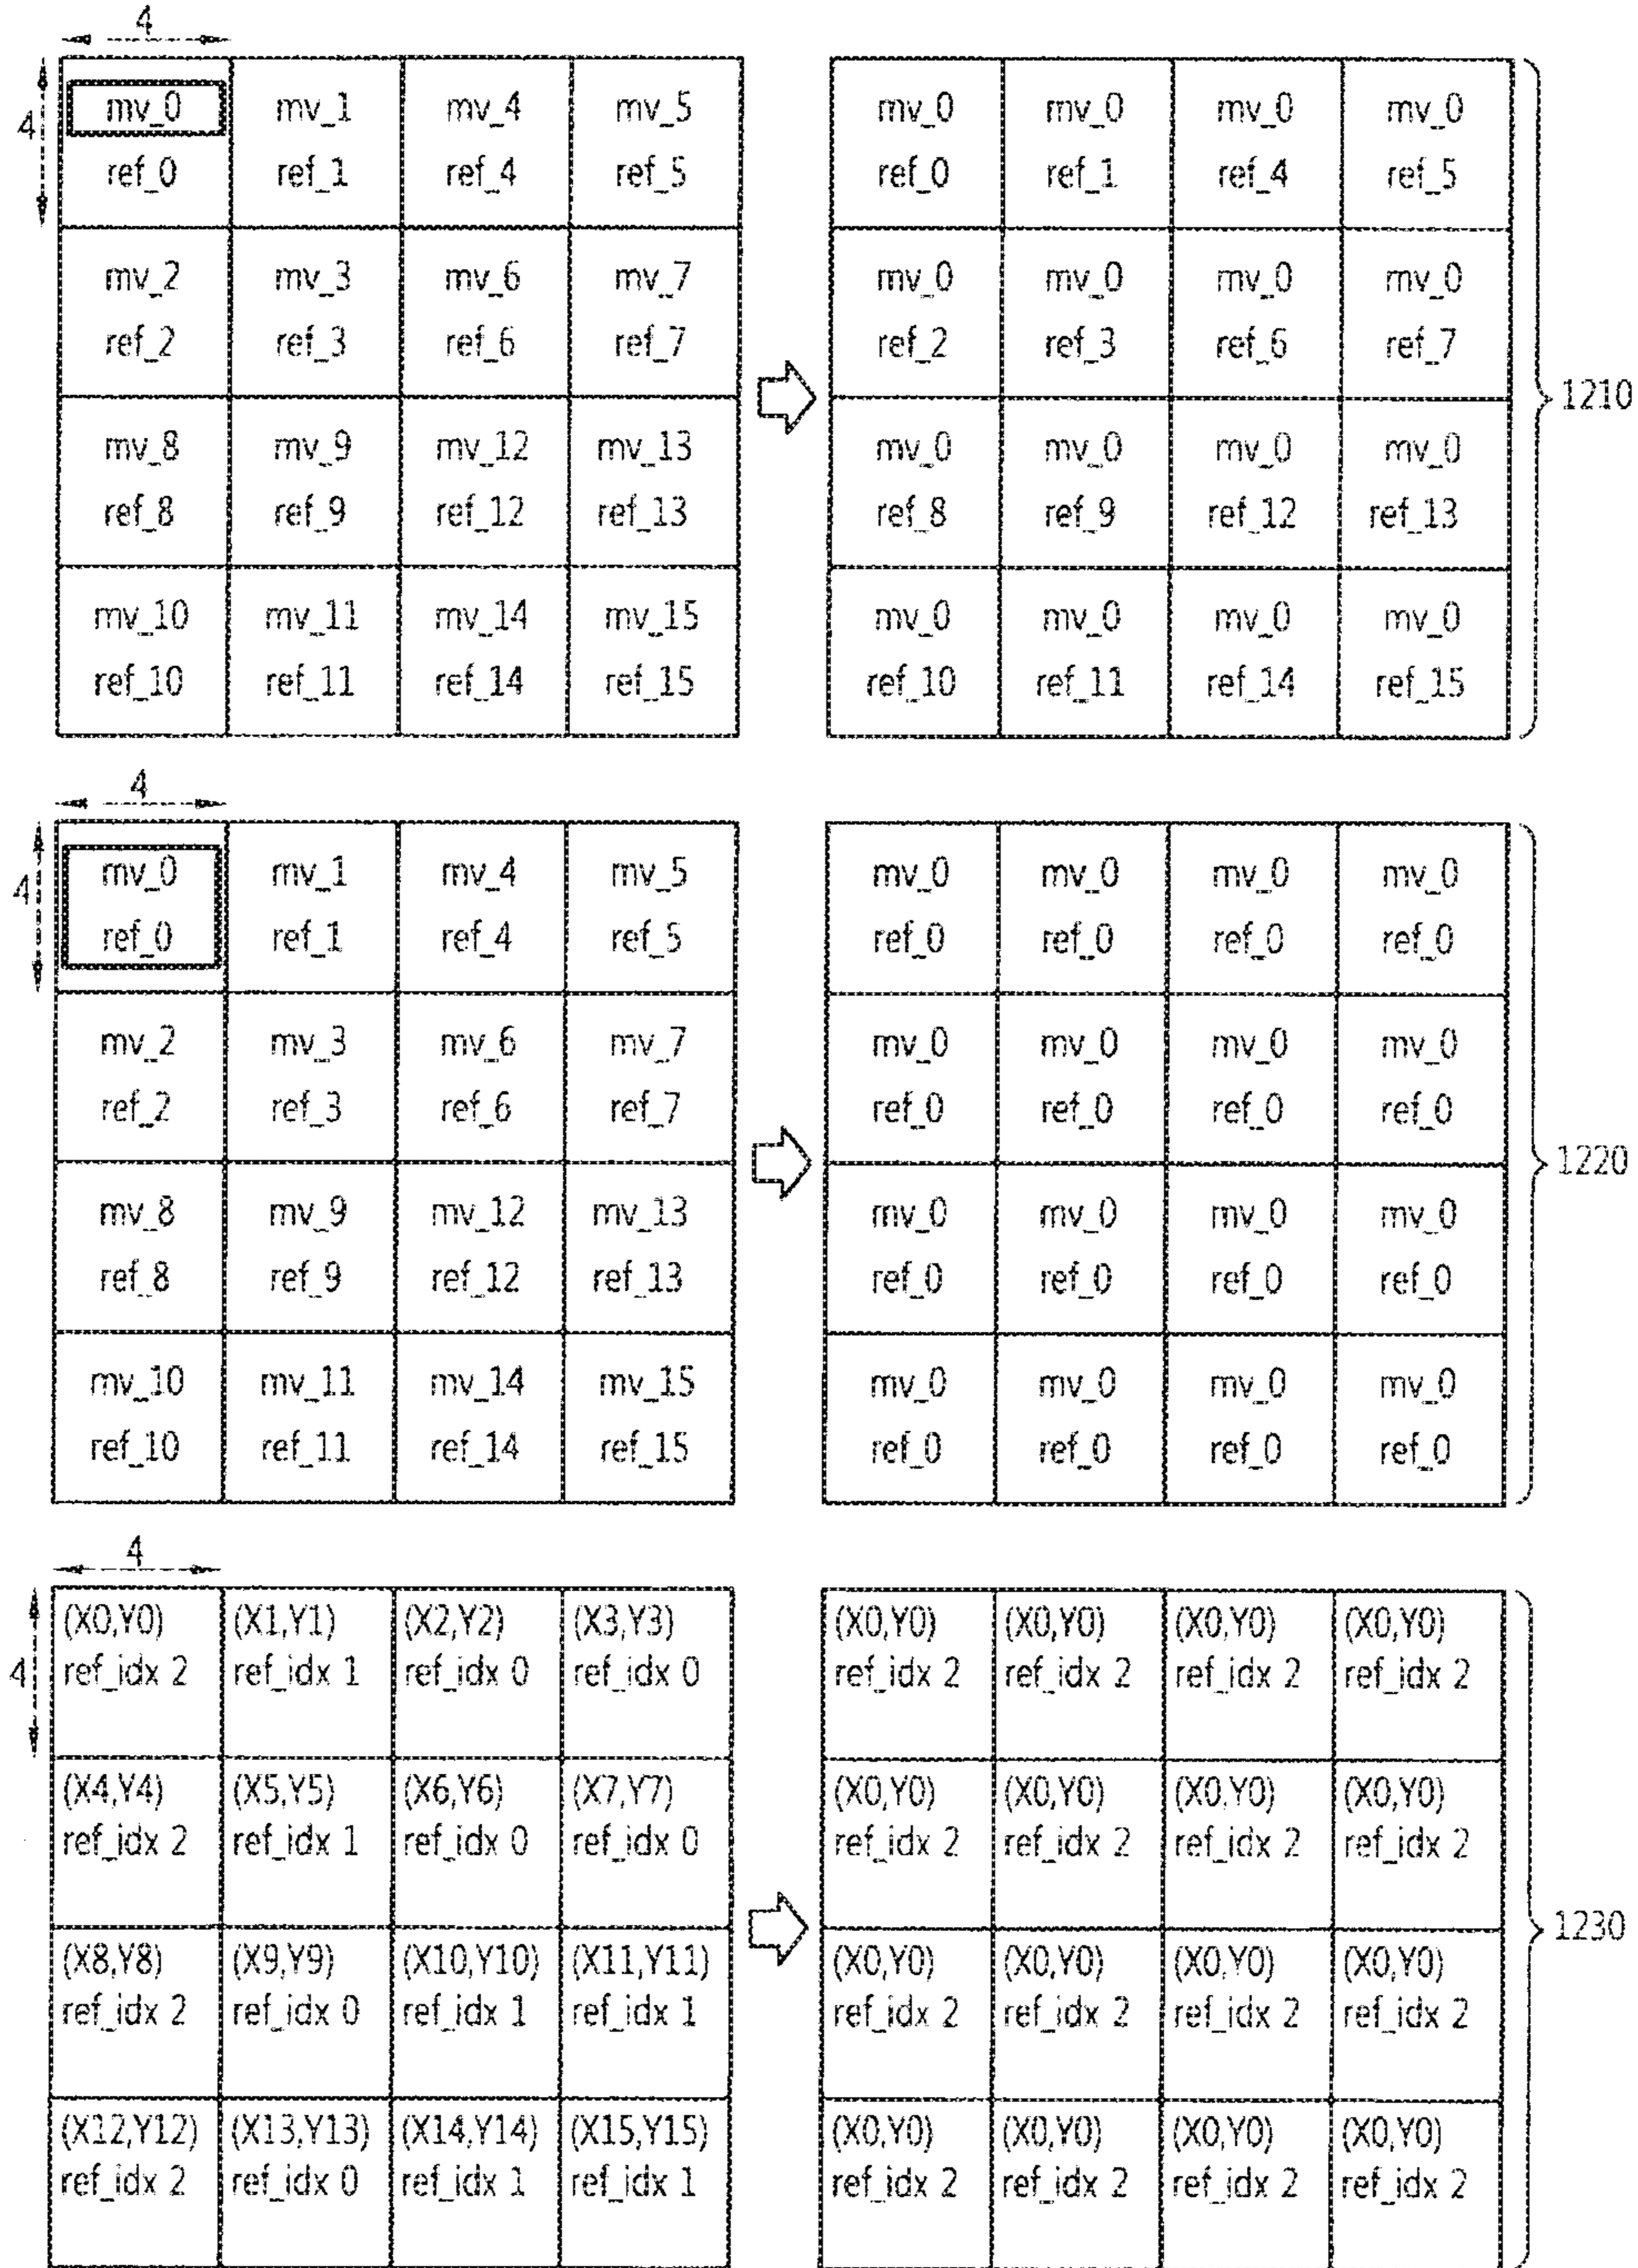 4
4
mv_0 mv_1 mv_4 mv_5 mv_0 mv_0 mv_0 mv_0
ref_0 ref_1 ref_4 ref_5 ref_0 ref_1 ref_4 ref_5
mv_2 mv_3 mv_6 mv_7 mv_0 mv_0 mv_0 mv_0
ref_2 ref_3 ref_6 ref_7 ref_2 ref_3 ref_6 ref_7
1210
mv_8 mv_9 mv_12 mv_13 mv_0 mv_0 mv_0 mv_0
ref_8 ref_9 ref_12 ref_13 ref_8 ref_9 ref_12 ref_13
mv_10 mv_11 mv_14 mv_15 mv_0 mv_0 mv_0 mv_0
ref_10 ref_11 ref_14 ref_15 ref_10 ref_11 ref_14 ref_15
4
4
mv_0 mv_1 mv_4 mv_5 mv_0 mv_0 mv_0 mv_0
ref_0 ref_1 ref_4 ref_5 ref_0 ref_0 ref_0 ref_0
mv_2 mv_3 mv_6 mv_7 mv_0 mv_0 mv_0 mv_0
ref_2 ref_3 ref_6 ref_7 ref_0 ref_0 ref_0 ref_0
1220
mv_8 mv_9 mv_12 mv_13 mv_0 mv_0 mv_0 mv_0
ref_8 ref_9 ref_12 ref_13 ref_0 ref_0 ref_0 ref_0
mv_10 mv_11 mv_14 mv_15 mv_0 mv_0 mv_0 mv_0
ref_10 ref_11 ref_14 ref_15 ref_0 ref_0 ref_0 ref_0
4
4
(X0,Y0) (X1,Y1) (X2,Y2) (X3,Y3) (X0,Y0) (X0,Y0) (X0,Y0) (X0,Y0)
ref_idx 2 ref_idx 1 ref_idx 0 ref_idx 0 ref_idx 2 ref_idx 2 ref_idx 2 ref_idx 2
(X4,Y4) (X5,Y5) (X6,Y6) (X7,Y7) (X0,Y0) (X0,Y0) (X0,Y0) (X0,Y0)
ref_idx 2 ref_idx 1 ref_idx 0 ref_idx 0 ref_idx 2 ref_idx 2 ref_idx 2 ref_idx 2
1230
(X8,Y8) (X9,Y9) (X10,Y10) (X11,Y11) (X0,Y0) (X0,Y0) (X0,Y0) (X0,Y0)
ref_idx 2 ref_idx 0 ref_idx 1 ref_idx 1 ref_idx 2 ref_idx 2 ref_idx 2 ref_idx 2
(X12,Y12) (X13,Y13) (X14,Y14) (X15,Y15) (X0,Y0) (X0,Y0) (X0,Y0) (X0,Y0)
ref_idx 2 ref_idx 0 ref_idx 1 ref_idx 1 ref_idx 2 ref_idx 2 ref_idx 2 ref_idx 2